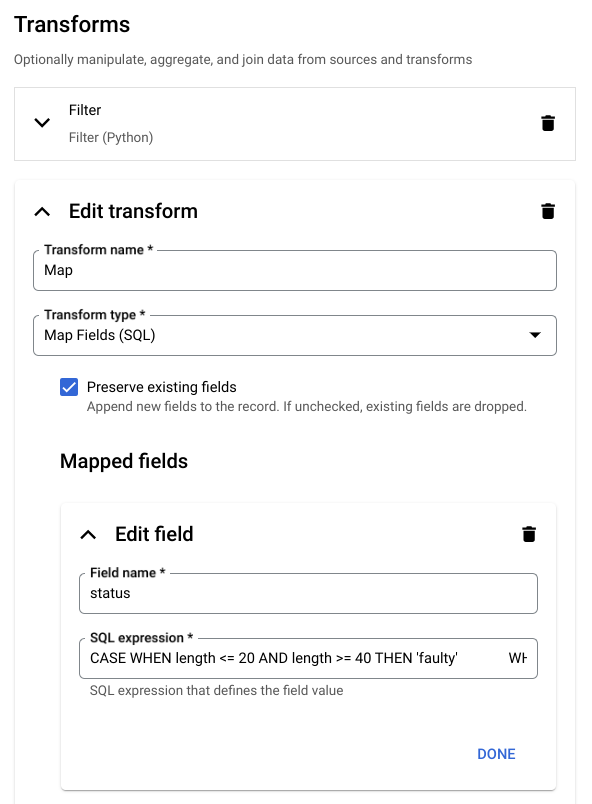 Transforms
Optionally manipulate, aggregate, and join data from sources and transforms
Filter
Filter (Python)
Edit transform
Transform name *
Map
Transform type *
Map Fields (SQL)
Preserve existing fields
Append new fields to the record. If unchecked, existing fields are dropped.
Mapped fields
Edit field
Field name *
status
SQL expression *
CASE WHEN length <= 20 AND length >= 40 THEN 'faulty'
SQL expression that defines the field value
DONE